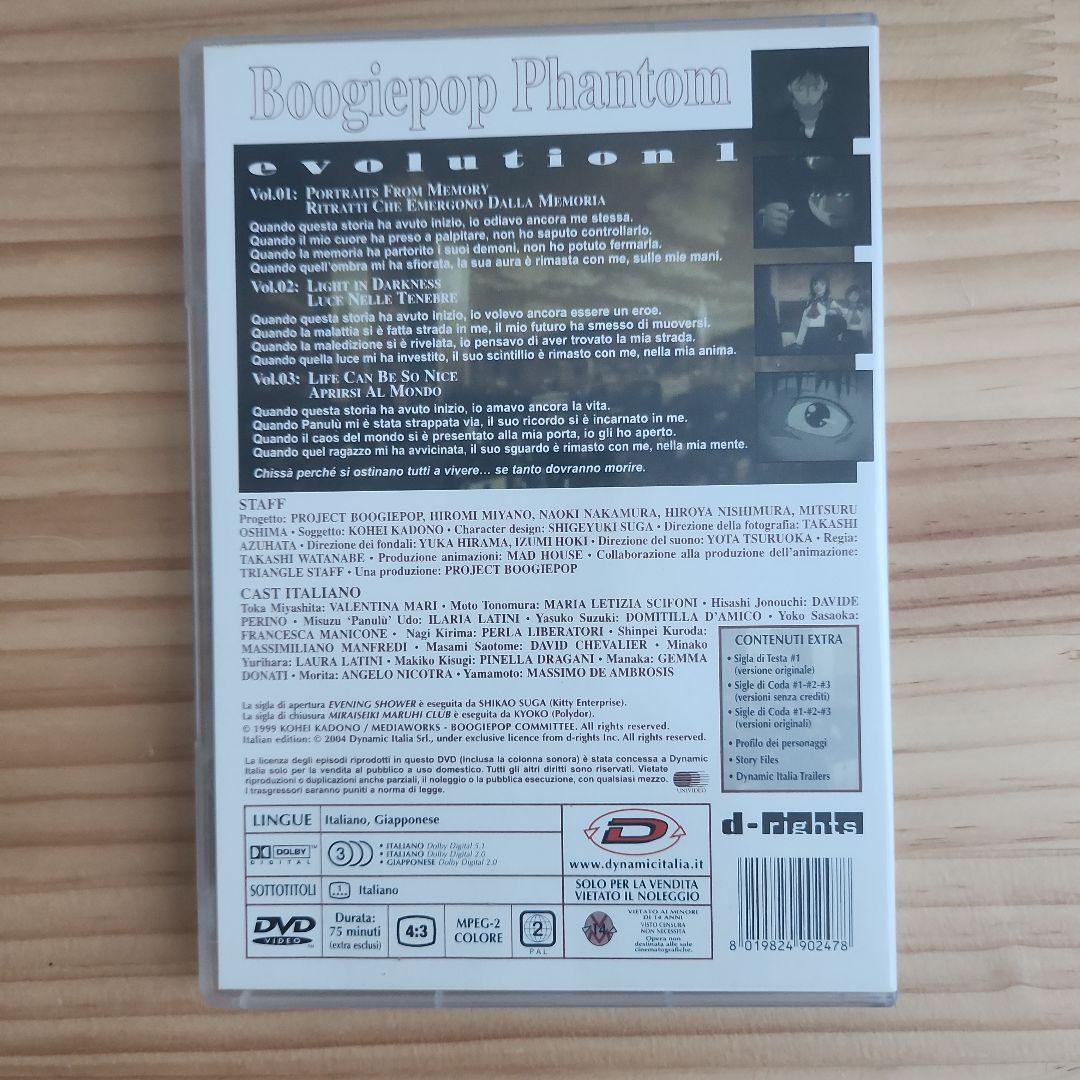 Boogiepop Phantom
evolution 1
Vol.01: PORTRAITS FROM MEMORY
RITRATTI CHE EMERGONO DALLA MEMORIA
Quando questa storia ha avuto inizio, io odiavo ancora me stessa.
Quando il mio cuore ha preso a palpitare, non ho saputo controllarlo.
Quando la memoria ha partorito i suoi demoni, non ho potuto fermarla.
Quando quell'ombra mi ha sfiorata, la sua aura è rimasta con me, sulle mie mani.
Vol.02: LIGHT IN DARKNESS
LUCE NELLE TENEBRE
Quando questa storia ha avuto inizio, io volevo ancora essere un eroe.
Quando la malattia si è fatta strada in me, il mio futuro ha smesso di muoversi.
Quando la maledizione si è rivelata, io pensavo di aver trovato la mia strada.
Quando quella luce mi ha investito, il suo scintillio è rimasto con me, nella mia anima.
Vol.03: LIFE CAN BE SO NICE
APRIRSI AL MONDO
Quando questa storia ha avuto inizio, io amavo ancora la vita.
Quando Panulù mi è stata strappata via, il suo ricordo si è incarnato in me.
Quando il caos del mondo si è presentato alla mia porta, io gli ho aperto.
Quando quel ragazzo mi ha avvicinata, il suo sguardo è rimasto con me, nella mia mente.
Chissà perché si ostinano tutti a vivere... se tanto dovranno morire.
STAFF
Progetto: PROJECT BOOGIEPOP, HIROMI MIYANO, NAOKI NAKAMURA, HIROYA NISHIMURA, MITSURU
OSHIMA • Soggetto: KOHEI KADONO • Character design: SHIGEYUKI SUGA • Direzione della fotografia: TAKASHI
AZUHATA • Direzione dei fondali: YUKA HIRAMA, IZUMI HOKI • Direzione del suono: YOTA TSURUOKA • Regia:
TAKASHI WATANABE • Produzione animazioni: MAD HOUSE • Collaborazione alla produzione dell'animazione:
TRIANGLE STAFF • Una produzione: PROJECT BOOGIEPOP
CAST ITALIANO
Toka Miyashita: VALENTINA MARI • Moto Tonomura: MARIA LETIZIA SCIFONI • Hisashi Jonouchi: DAVIDE
PERINO • Misuzu 'Panulù' Udo: ILARIA LATINI • Yasuko Suzuki: DOMITILLA D'AMICO • Yoko Sasaoka:
FRANCESCA MANICONE • Nagi Kirima: PERLA LIBERATORI • Shinpei Kuroda:
MASSIMILIANO MANFREDI • Masami Saotome: DAVID CHEVALIER • Minako
Yurihara: LAURA LATINI • Makiko Kisugi: PINELLA DRAGANI • Manaka: GEMMA
DONATI • Morita: ANGELO NICOTRA • Yamamoto: MASSIMO DE AMBROSIS
CONTENUTI EXTRA
• Sigla di Testa #1
(versione originale)
• Sigle di Coda #1-#2-#3
(versioni senza crediti)
• Sigle di Coda #1-#2-#3
(versioni originali)
• Profilo dei personaggi
• Story Files
• Dynamic Italia Trailers
La sigla di apertura EVENING SHOWER è eseguita da SHIKAO SUGA (Kitty Enterprise).
La sigla di chiusura MIRAISEIKI MARUHI CLUB è eseguita da KYOKO (Polydor).
© 1999 KOHEI KADONO / MEDIAWORKS - BOOGIEPOP COMMITTEE. All rights reserved.
Italian edition: © 2004 Dynamic Italia Srl., under exclusive licence from d-rights Inc. All rights reserved.
La licenza degli episodi riprodotti in questo DVD (inclusa la colonna sonora) è stata concessa a Dynamic
Italia solo per la vendita al pubblico a uso domestico. Tutti gli altri diritti sono riservati. Vietate
riproduzioni o duplicazioni anche parziali, il noleggio o la pubblica esecuzione, con qualsiasi mezzo.
I trasgressori saranno puniti a norma di legge.
UNIVIDEO
LINGUE Italiano, Giapponese
DOLBY DIGITAL
3
• ITALIANO Dolby Digital 5.1
• ITALIANO Dolby Digital 2.0
• GIAPPONESE Dolby Digital 2.0
SOTTOTITOLI 1 Italiano
DVD VIDEO
Durata:
75 minuti
(extra esclusi)
4:3
MPEG-2
COLORE
2
PAL
D
www.dynamicitalia.it
SOLO PER LA VENDITA
VIETATO IL NOLEGGIO
14
VIETATO AI MINORI
DI 14 ANNI
VISTO CENSURA
NON NECESSITA
Opera non
destinata alle sale
cinematografiche.
d-rights
8 019824 902478